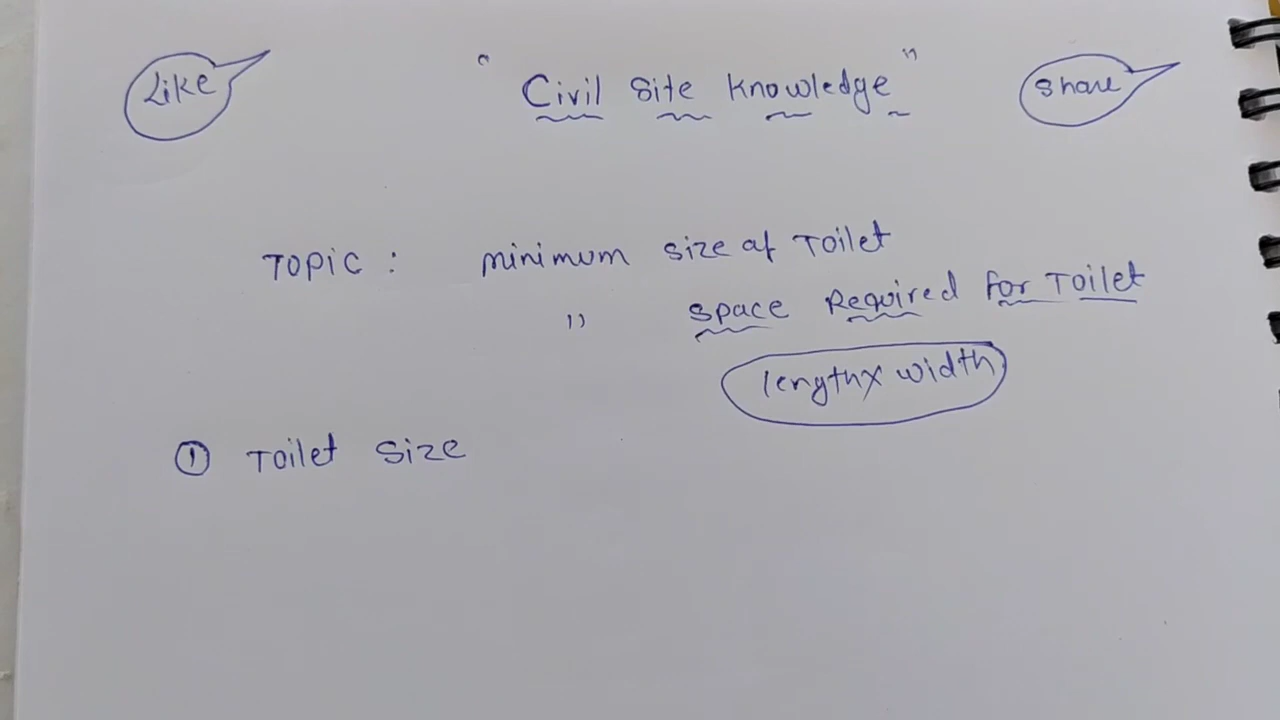 Like
" Civil Site Knowledge "
Share
Topic : minimum size of Toilet
" Space Required for Toilet
length x width
① Toilet Size